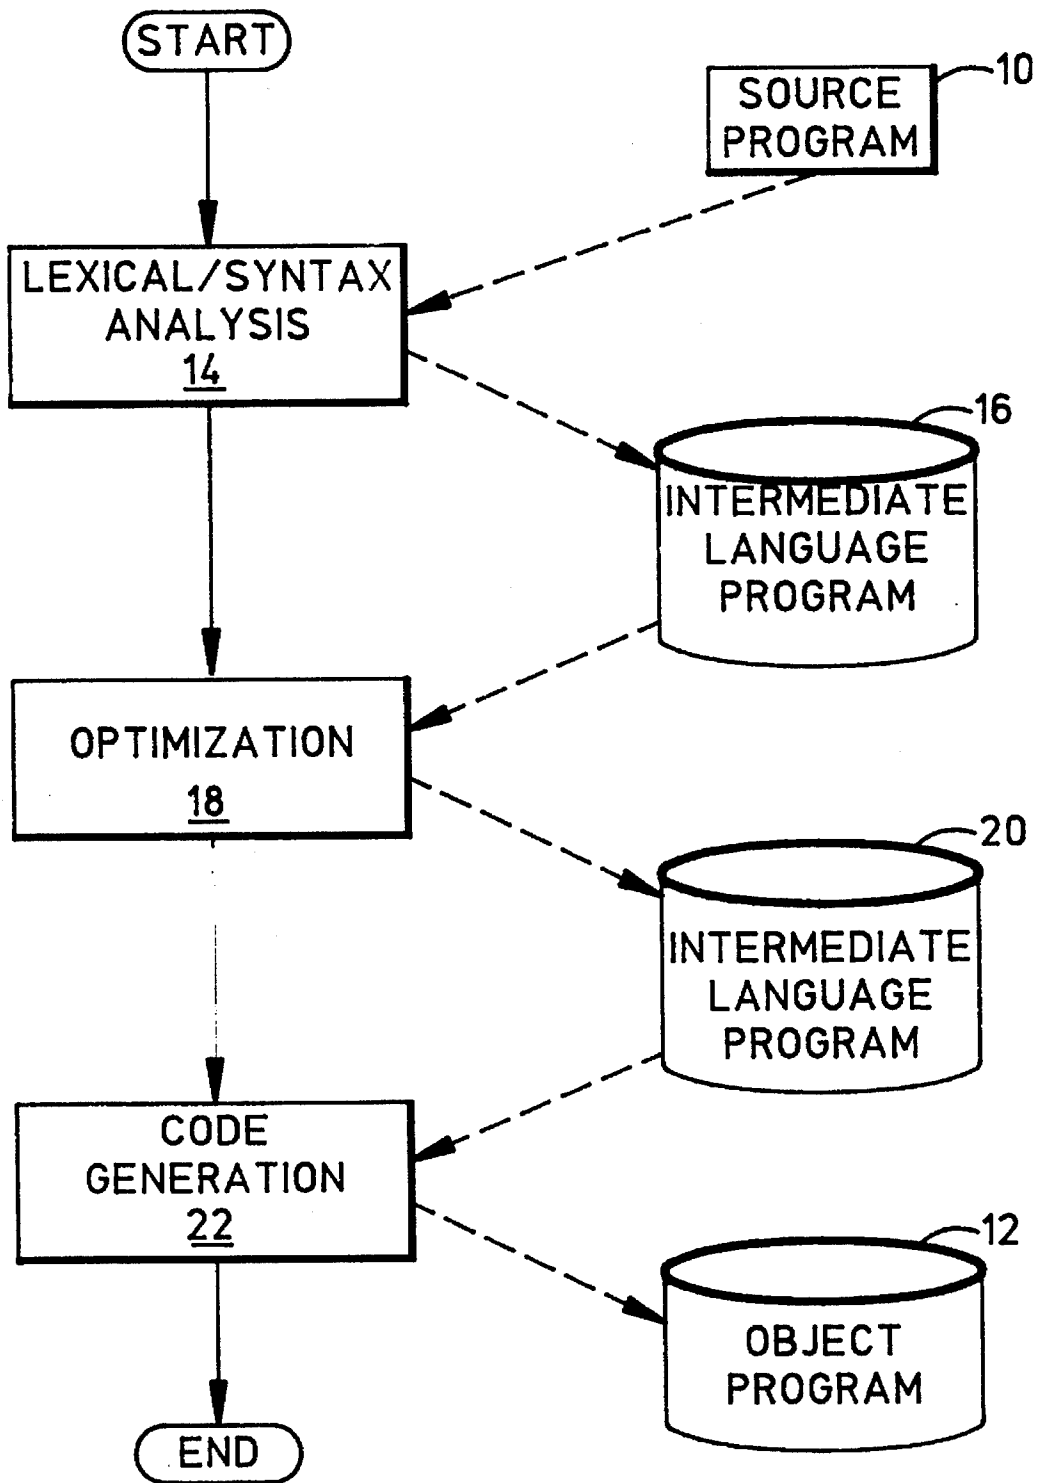 START
10
SOURCE
PROGRAM
LEXICAL/SYNTAX
ANALYSIS
14
16
INTERMEDIATE
LANGUAGE
PROGRAM
OPTIMIZATION
18
20
INTERMEDIATE
LANGUAGE
PROGRAM
CODE
GENERATION
22
12
OBJECT
PROGRAM
END